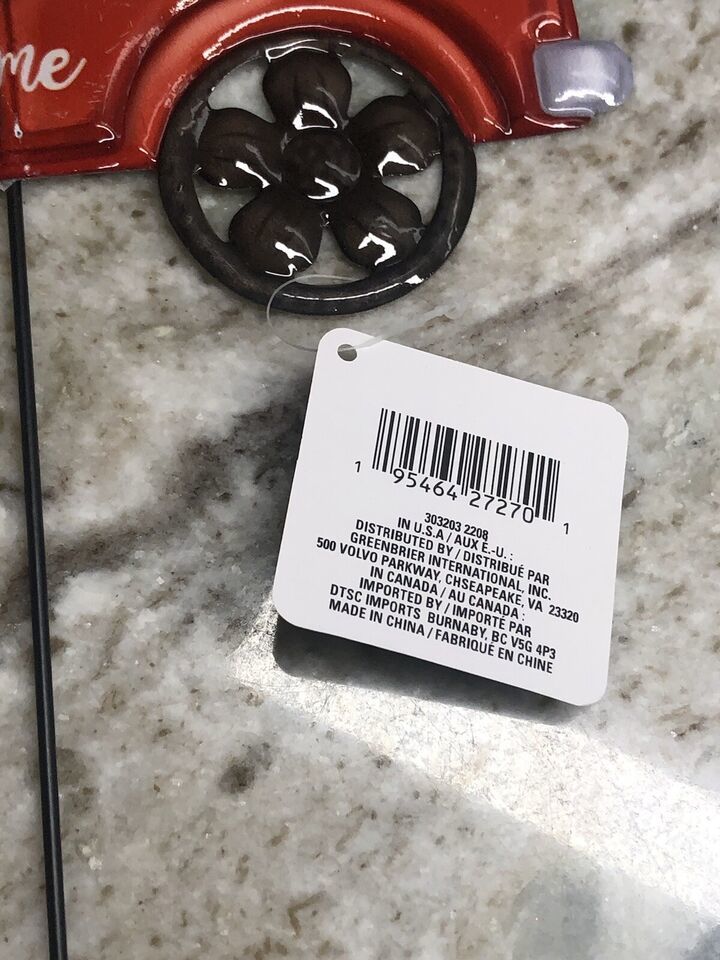 me
1 95464 27270 1
303203 2208
IN U.S.A / AUX É.-U. :
DISTRIBUTED BY / DISTRIBUÉ PAR
GREENBRIER INTERNATIONAL, INC.
500 VOLVO PARKWAY, CHSEAPEAKE, VA 23320
IN CANADA / AU CANADA :
IMPORTED BY / IMPORTÉ PAR
DTSC IMPORTS BURNABY, BC V5G 4P3
MADE IN CHINA / FABRIQUÉ EN CHINE